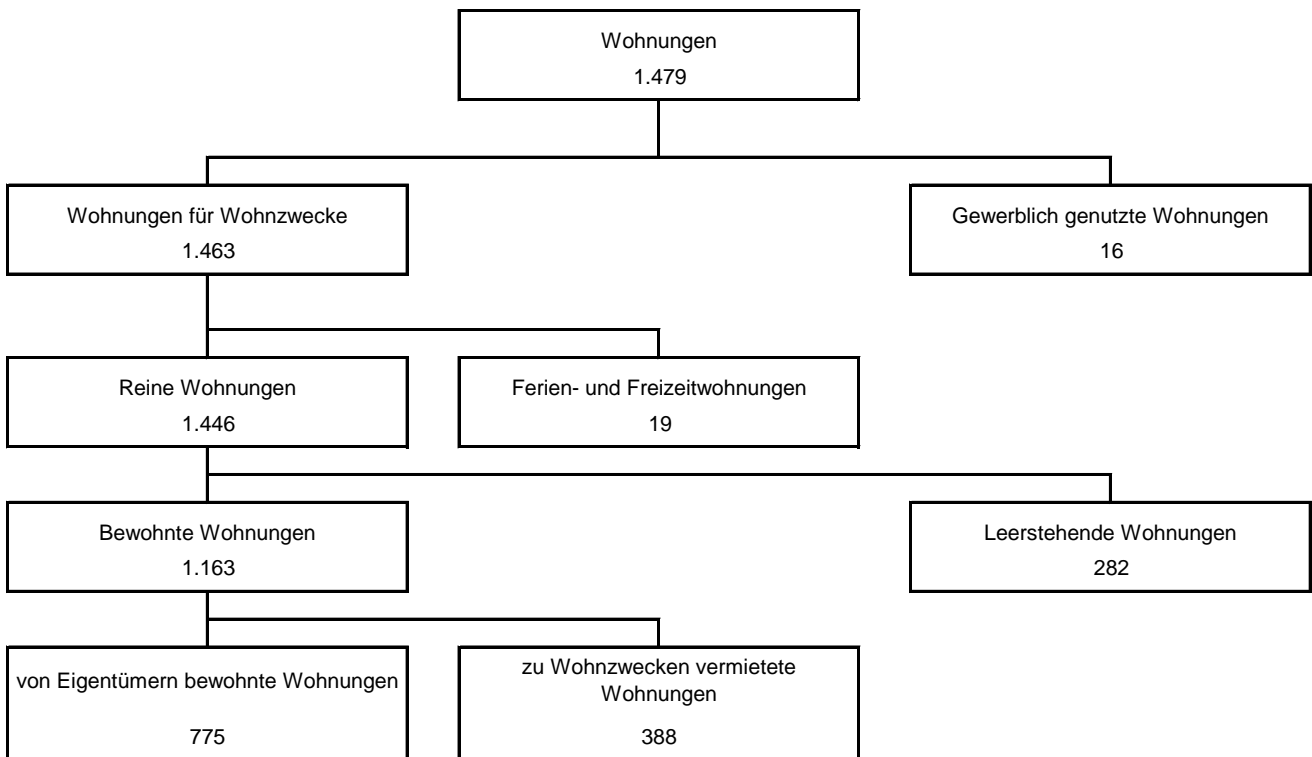 Wohnungen
1.479
Wohnungen für Wohnzwecke
1.463
Gewerblich genutzte Wohnungen
16
Reine Wohnungen
1.446
Ferien- und Freizeitwohnungen
19
Bewohnte Wohnungen
1.163
Leerstehende Wohnungen
282
von Eigentümern bewohnte Wohnungen
775
zu Wohnzwecken vermietete
Wohnungen
388